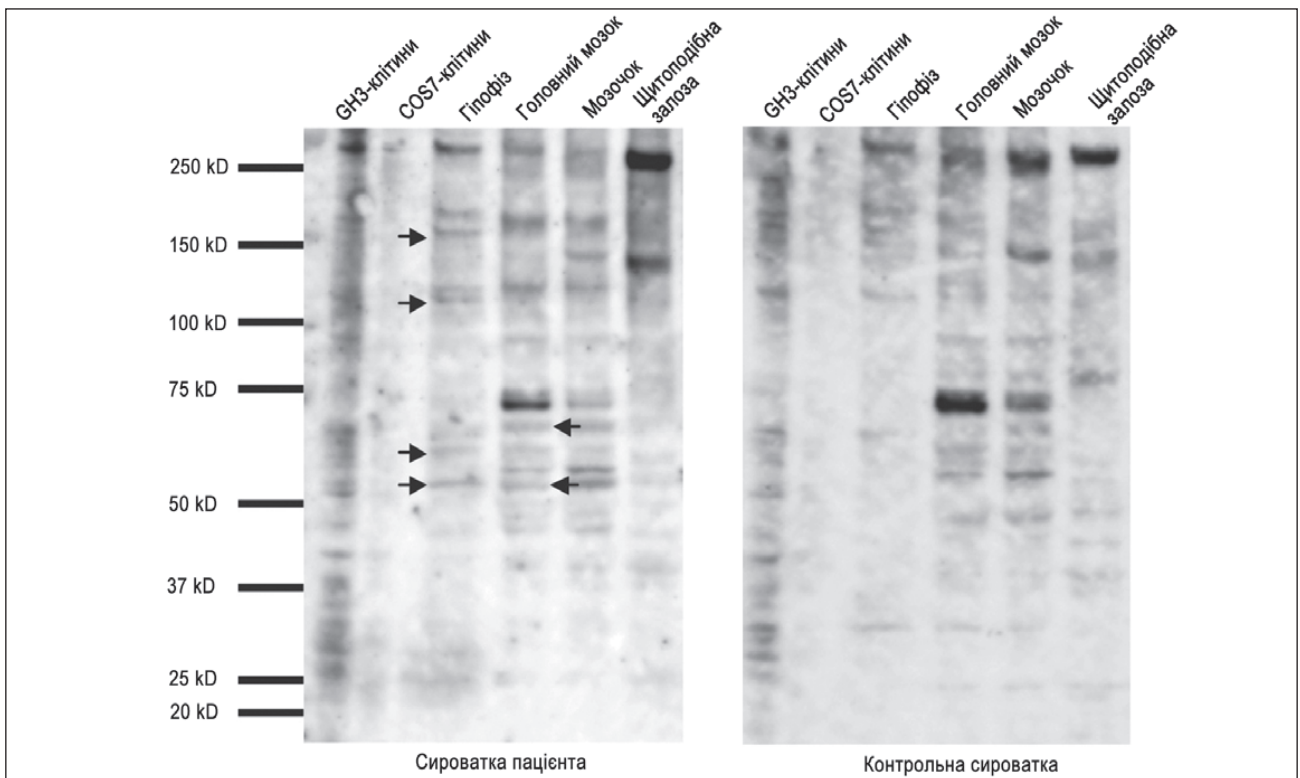 GH3-клітини
COS7-клітини
Гіпофіз
Головний мозок
Мозочок
Щитоподібна
залоза
GH3-клітини
COS7-клітини
Гіпофіз
Головний мозок
Мозочок
Щитоподібна
залоза
250 kD
150 kD
100 kD
75 kD
50 kD
37 kD
25 kD
20 kD
Сироватка пацієнта
Контрольна сироватка